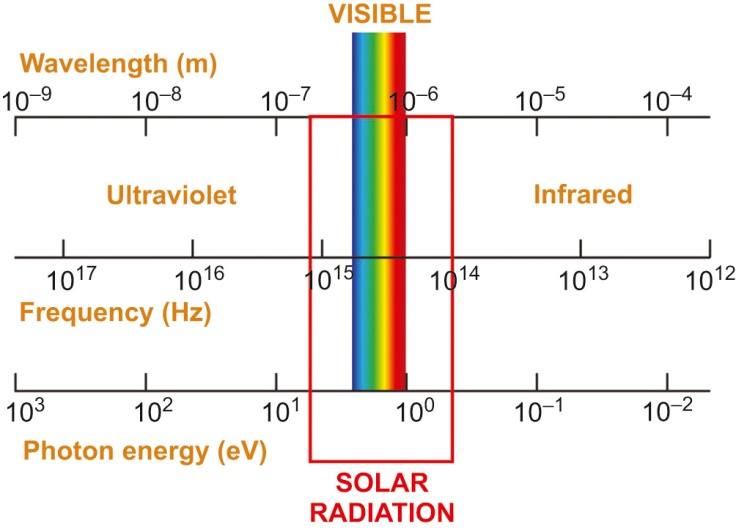 VISIBLE
Wavelength (m)
10⁻⁹ 10⁻⁸ 10⁻⁷ 10⁻⁶ 10⁻⁵ 10⁻⁴
Ultraviolet Infrared
10¹⁷ 10¹⁶ 10¹⁵ 10¹⁴ 10¹³ 10¹²
Frequency (Hz)
10³ 10² 10¹ 10⁰ 10⁻¹ 10⁻²
Photon energy (eV)
SOLAR
RADIATION